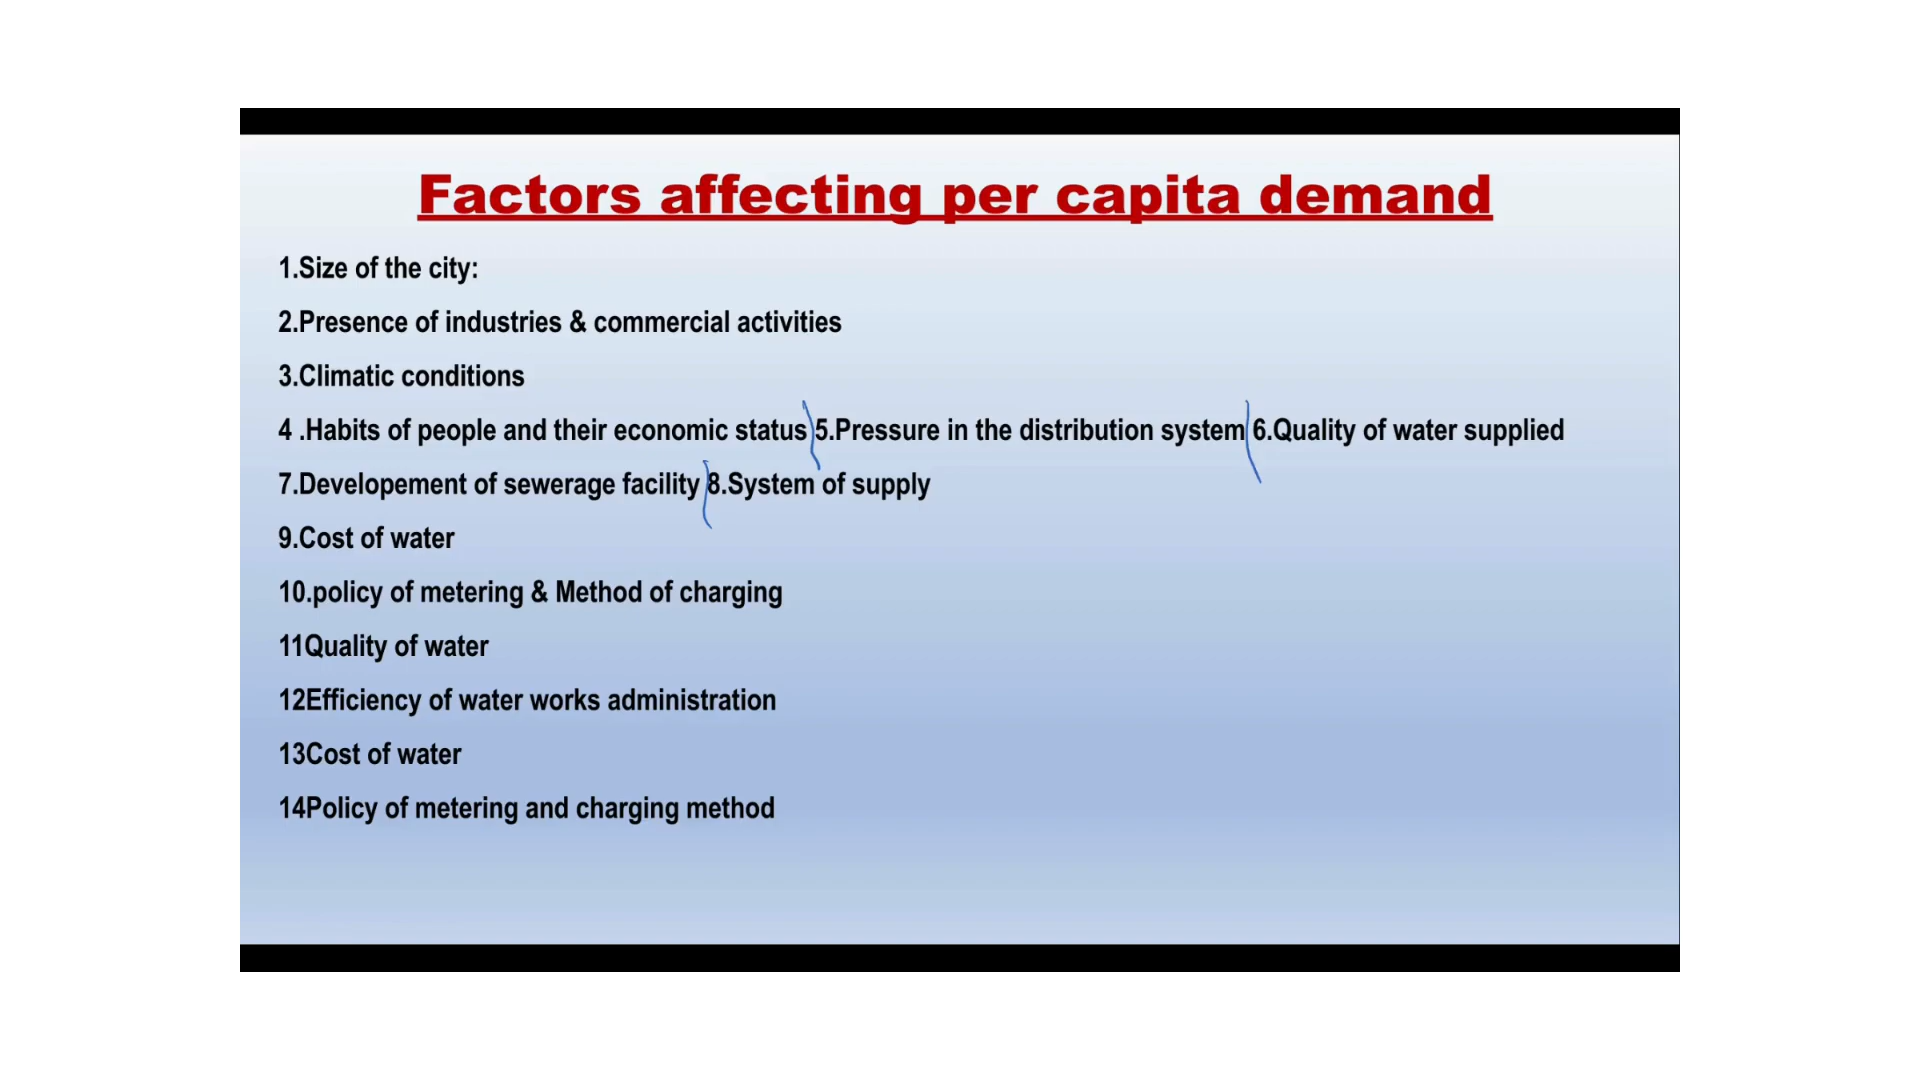 Factors affecting per capita demand
1.Size of the city:
2.Presence of industries & commercial activities
3.Climatic conditions
4 .Habits of people and their economic status 5.Pressure in the distribution system 6.Quality of water supplied
7.Developement of sewerage facility 8.System of supply
9.Cost of water
10.policy of metering & Method of charging
11Quality of water
12Efficiency of water works administration
13Cost of water
14Policy of metering and charging method